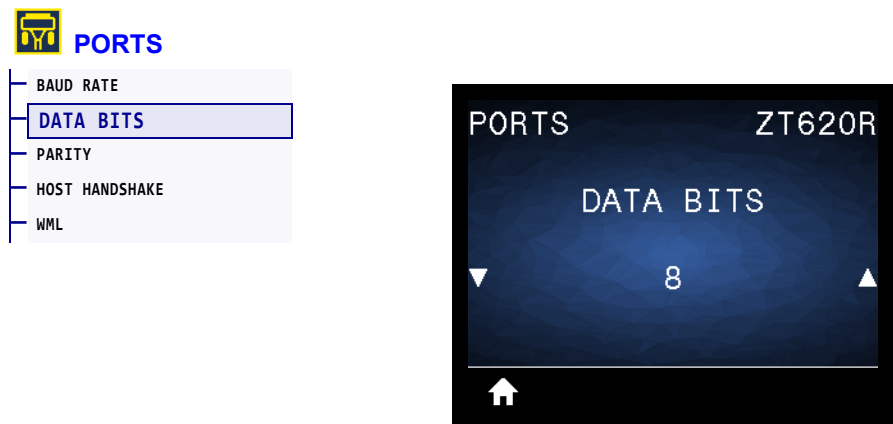 PORTS
BAUD RATE
DATA BITS
PARITY
HOST HANDSHAKE
WML
PORTS ZT620R
DATA BITS
8